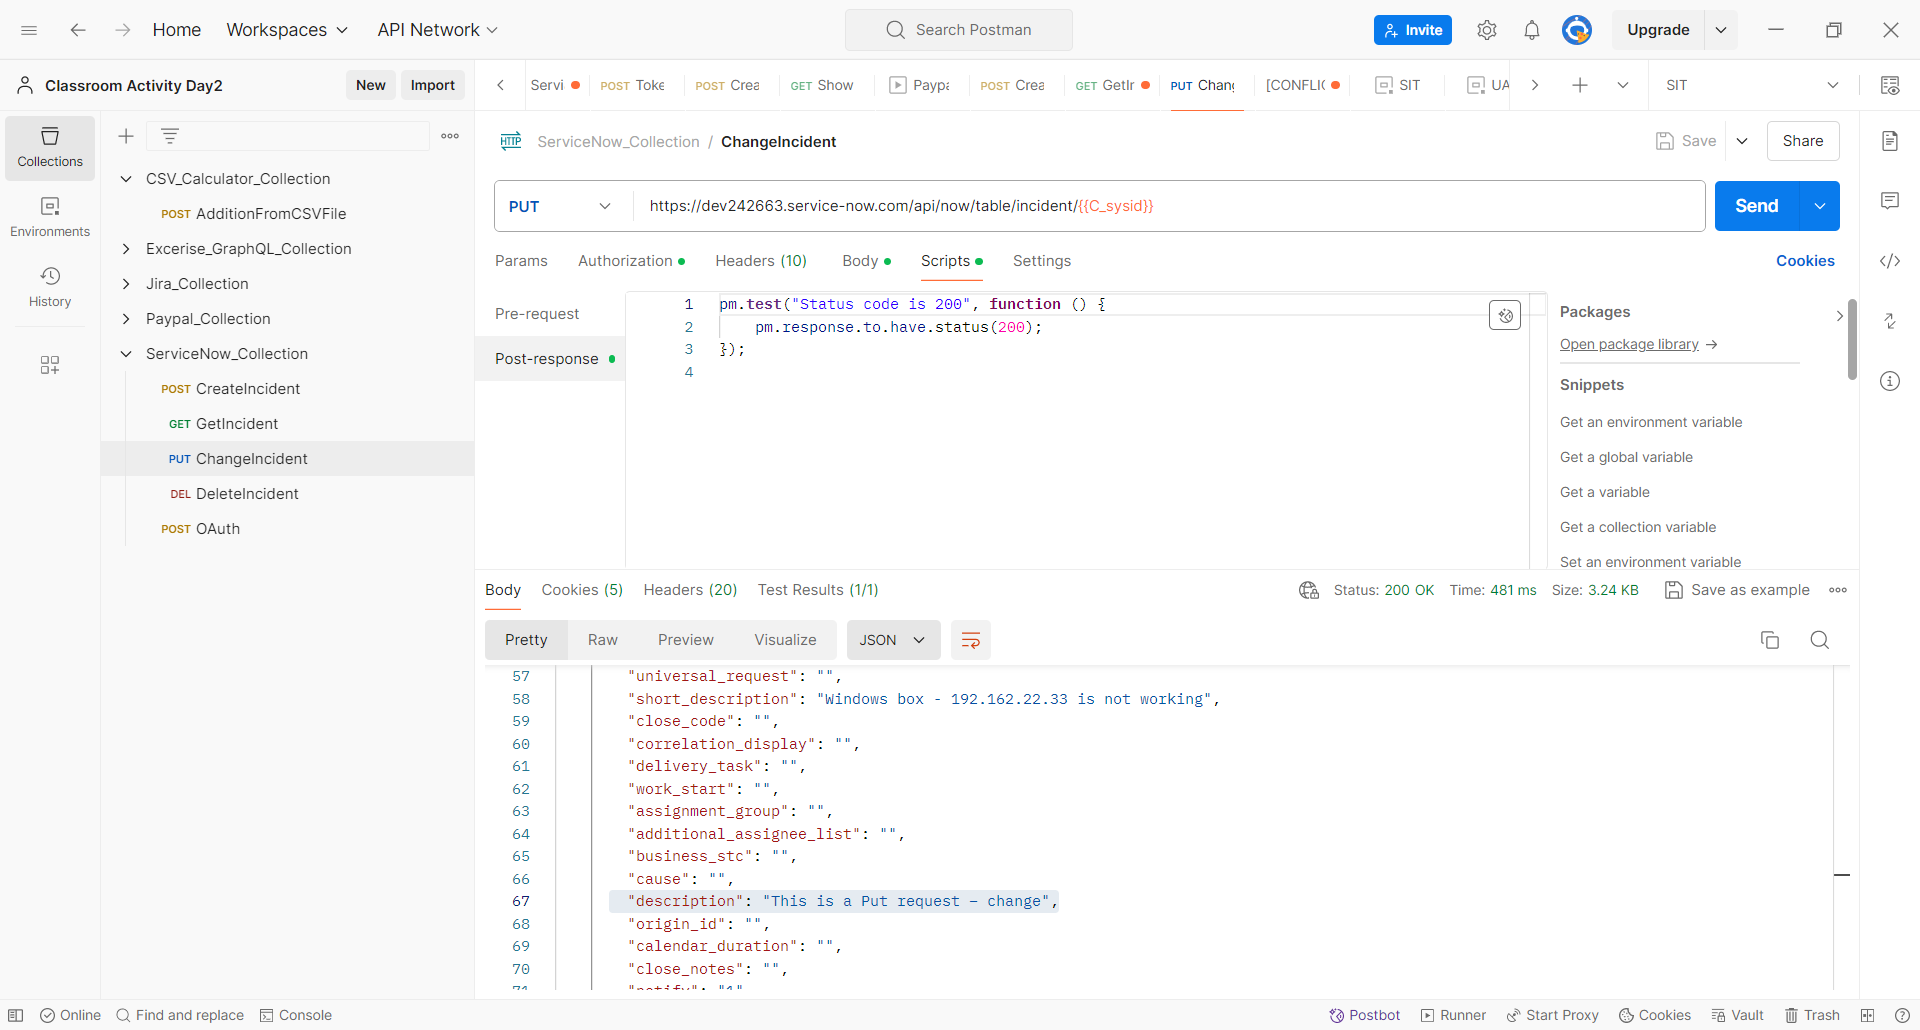 Home
Workspaces
API Network
Search Postman
Invite
Upgrade
Classroom Activity Day2
New
Import
Servi
POST Toke
POST Crea
GET Show
Payp
POST Crea
GET GetIr
PUT Chang
[CONFLIC
SIT
UA
SIT
Collections
Environments
History
CSV_Calculator_Collection
POST AdditionFromCSVFile
Excerise_GraphQL_Collection
Jira_Collection
Paypal_Collection
ServiceNow_Collection
POST CreateIncident
GET GetIncident
PUT ChangeIncident
DEL DeleteIncident
POST OAuth
HTTP ServiceNow_Collection / ChangeIncident
Save
Share
PUT
https://dev242663.service-now.com/api/now/table/incident/{{C_sysid}}
Send
Params
Authorization
Headers (10)
Body
Scripts
Settings
Cookies
Pre-request
Post-response
1 pm.test("Status code is 200", function () {
2 pm.response.to.have.status(200);
3 });
4
Packages
Open package library →
Snippets
Get an environment variable
Get a global variable
Get a variable
Get a collection variable
Set an environment variable
Body
Cookies (5)
Headers (20)
Test Results (1/1)
Status: 200 OK
Time: 481 ms
Size: 3.24 KB
Save as example
Pretty
Raw
Preview
Visualize
JSON
57 "universal_request": "",
58 "short_description": "Windows box - 192.162.22.33 is not working",
59 "close_code": "",
60 "correlation_display": "",
61 "delivery_task": "",
62 "work_start": "",
63 "assignment_group": "",
64 "additional_assignee_list": "",
65 "business_stc": "",
66 "cause": "",
67 "description": "This is a Put request – change",
68 "origin_id": "",
69 "calendar_duration": "",
70 "close_notes": "",
71 "notify": "1"
Online
Find and replace
Console
Postbot
Runner
Start Proxy
Cookies
Vault
Trash